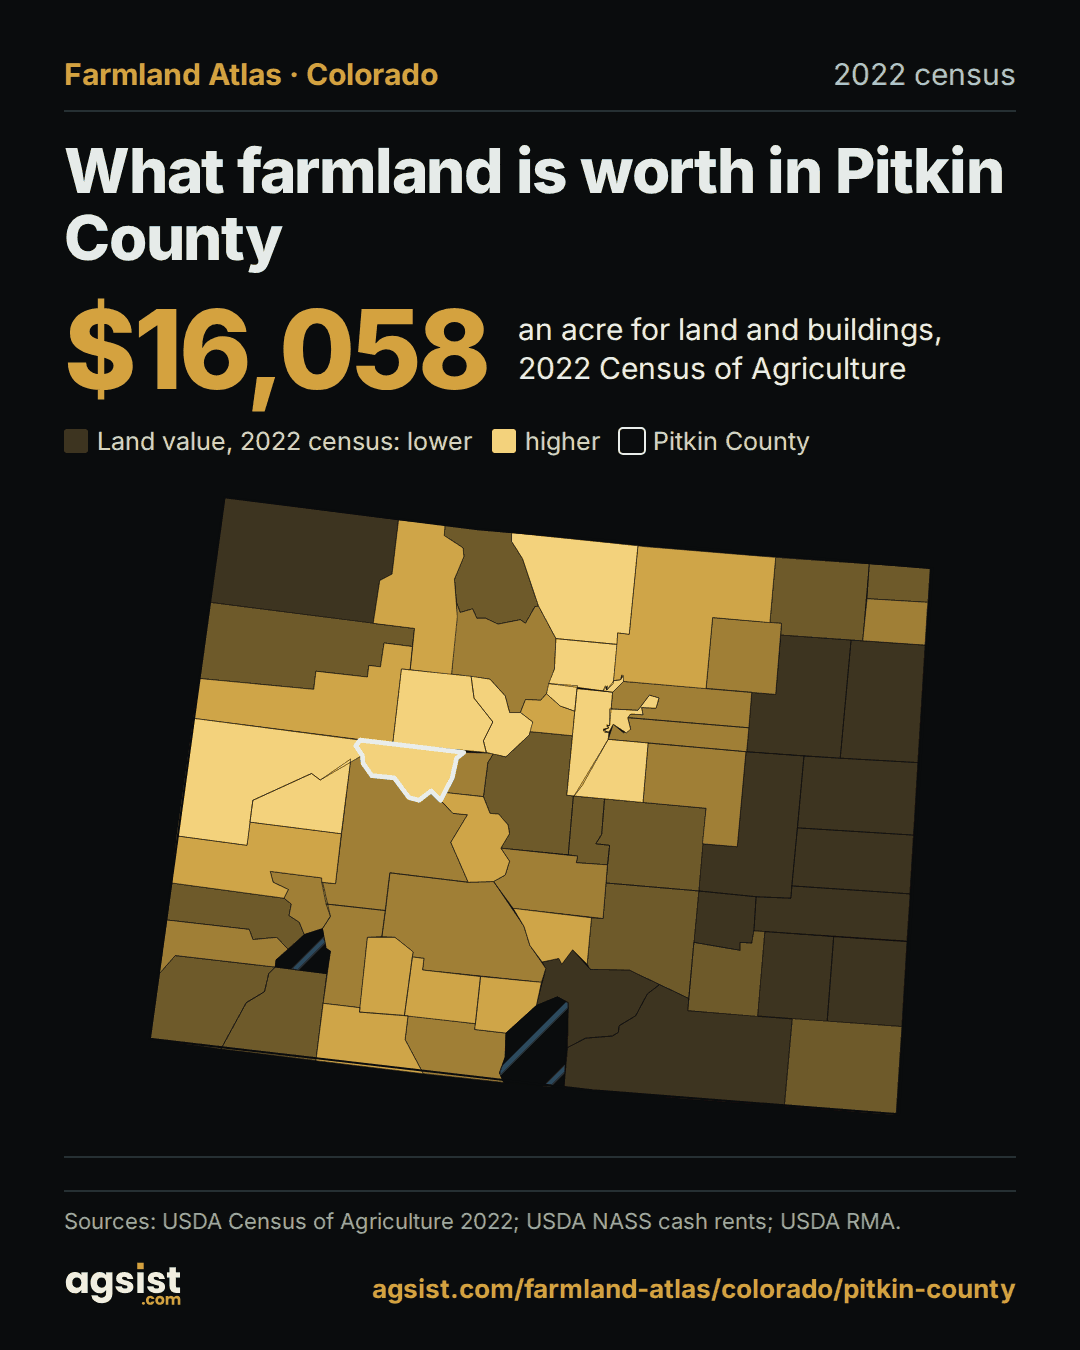 Farmland Atlas · Colorado
2022 census
What farmland is worth in Pitkin
County
$16,058
an acre for land and buildings,
2022 Census of Agriculture
Land value, 2022 census: lower
higher
Pitkin County
Sources: USDA Census of Agriculture 2022; USDA NASS cash rents; USDA RMA.
agsist
.com
agsist.com/farmland-atlas/colorado/pitkin-county